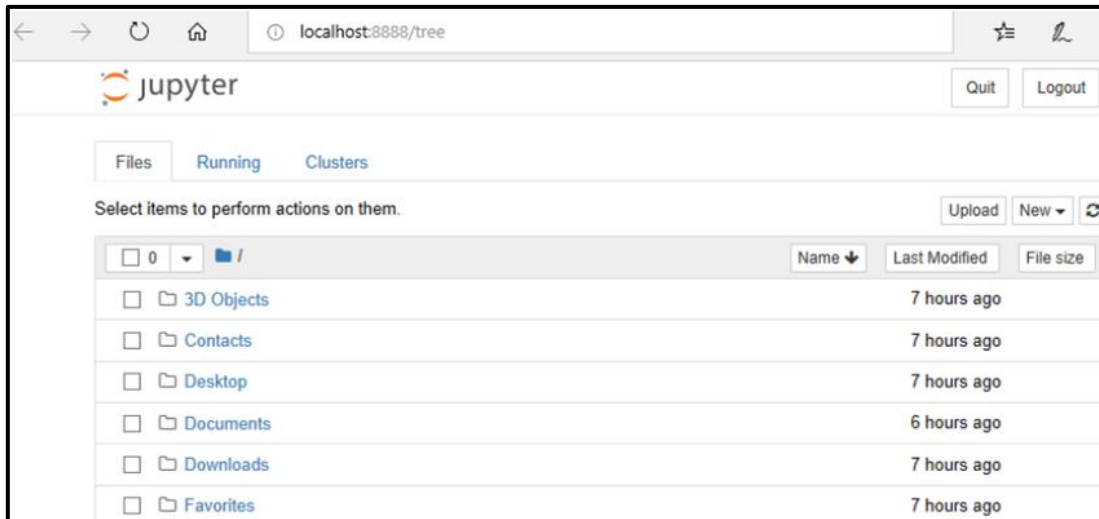 localhost:8888/tree
jupyter
Quit Logout
Files Running Clusters
Select items to perform actions on them.
Upload New
0 / Name Last Modified File size
3D Objects 7 hours ago
Contacts 7 hours ago
Desktop 7 hours ago
Documents 6 hours ago
Downloads 7 hours ago
Favorites 7 hours ago